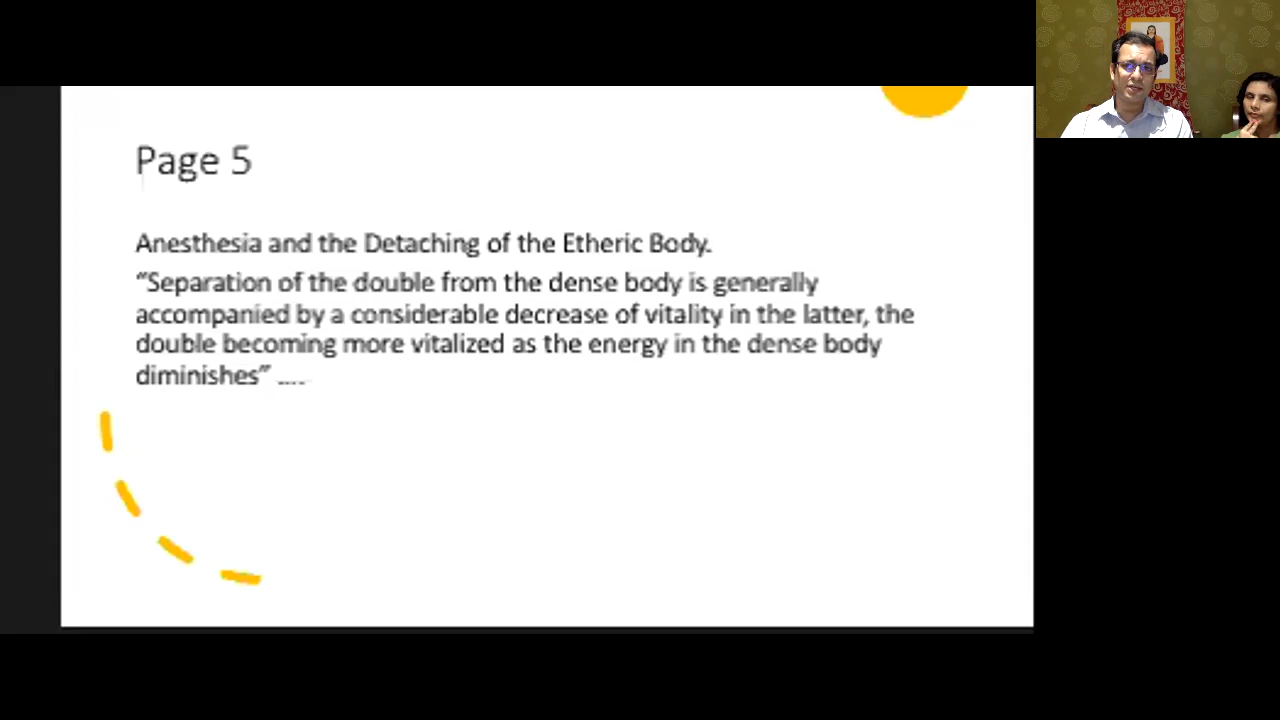 Page 5
Anesthesia and the Detaching of the Etheric Body.
“Separation of the double from the dense body is generally
accompanied by a considerable decrease of vitality in the latter, the
double becoming more vitalized as the energy in the dense body
diminishes” ....